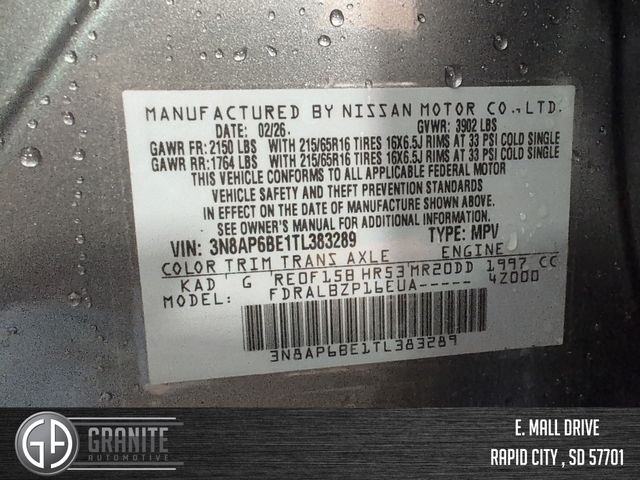 MANUFACTURED BY NISSAN MOTOR CO., LTD.
DATE: 02/26. GVWR: 3902 LBS
GAWR FR: 2150 LBS WITH 215/65R16 TIRES 16X6.5J RIMS AT 33 PSI COLD SINGLE
GAWR RR: 1764 LBS WITH 215/65R16 TIRES 16X6.5J RIMS AT 33 PSI COLD SINGLE
THIS VEHICLE CONFORMS TO ALL APPLICABLE FEDERAL MOTOR
VEHICLE SAFETY AND THEFT PREVENTION STANDARDS
IN EFFECT ON THE DATE OF MANUFACTURE SHOWN ABOVE.
SEE OWNER'S MANUAL FOR ADDITIONAL INFORMATION.
VIN: 3N8AP6BE1TL383289 TYPE: MPV
COLOR TRIM TRANS AXLE ENGINE
KAD G RE0F15B HR53 MR20DD 1997 CC
FDRALBZP16EUA----- 4Z000
3N8AP6BE1TL383289
GA GRANITE
AUTOMOTIVE
E. MALL DRIVE
RAPID CITY , SD 57701